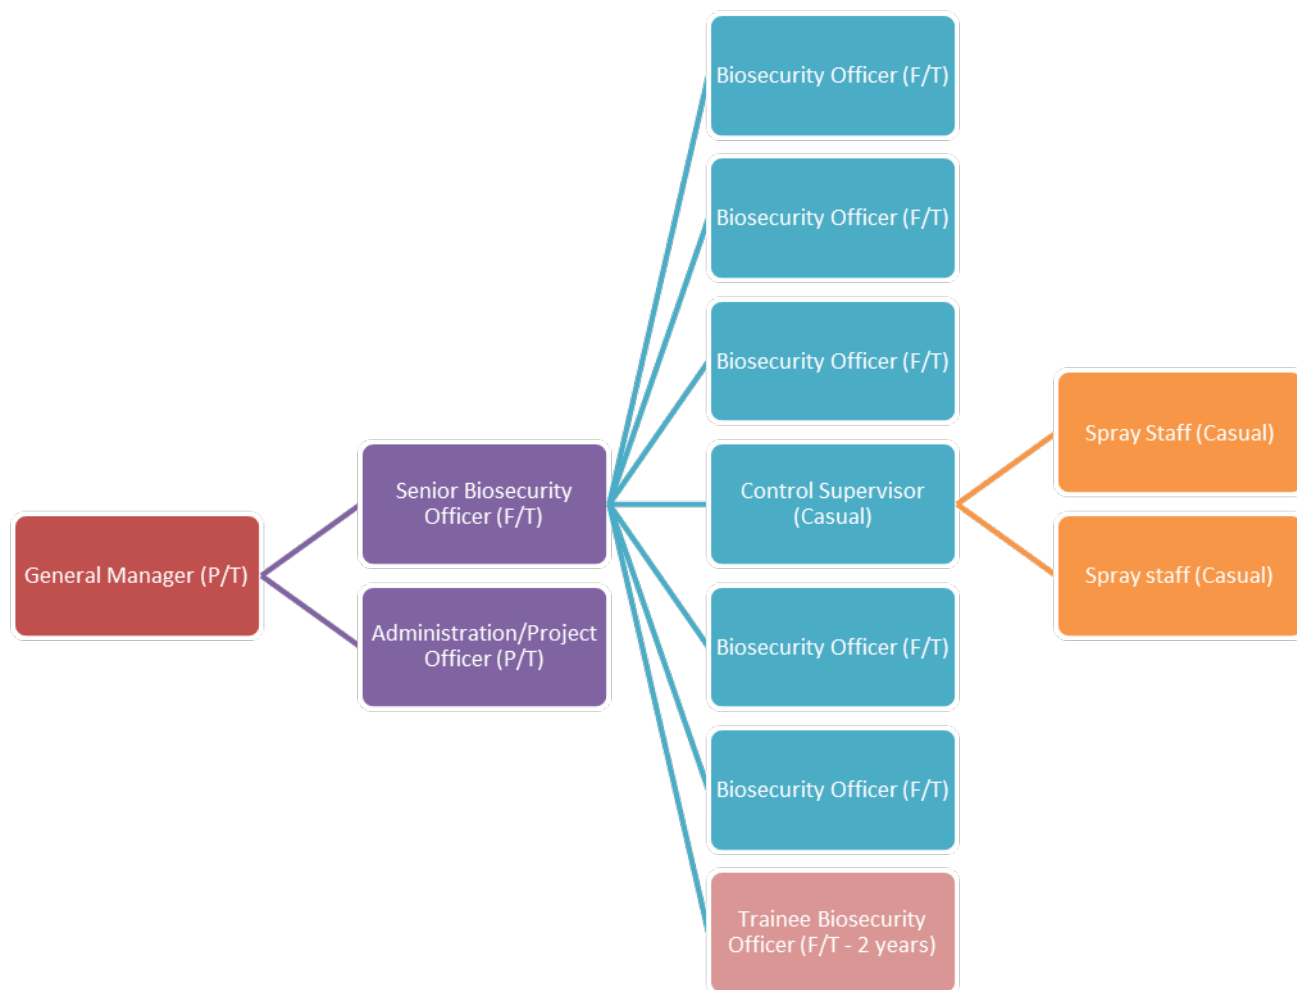 Biosecurity Officer (F/T)
Biosecurity Officer (F/T)
Biosecurity Officer (F/T)
Spray Staff (Casual)
Senior Biosecurity
Officer (F/T)
Control Supervisor
(Casual)
General Manager (P/T)
Spray staff (Casual)
Administration/Project
Officer (P/T)
Biosecurity Officer (F/T)
Biosecurity Officer (F/T)
Trainee Biosecurity
Officer (F/T - 2 years)